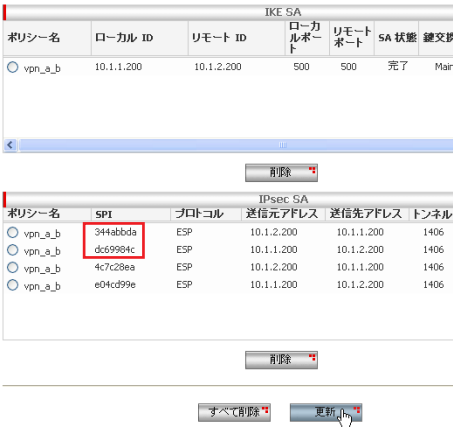 IKE SA
ポリシー名 ローカル ID リモート ID ローカルポート リモートポート SA 状態 鍵交換
vpn_a_b 10.1.1.200 10.1.2.200 500 500 完了 Main
削除
IPsec SA
ポリシー名 SPI プロトコル 送信元アドレス 送信先アドレス トンネル
vpn_a_b 344abbda ESP 10.1.2.200 10.1.1.200 1406
vpn_a_b dc69984c ESP 10.1.1.200 10.1.2.200 1406
vpn_a_b 4c7c28ea ESP 10.1.2.200 10.1.1.200 1406
vpn_a_b e04cd99e ESP 10.1.1.200 10.1.2.200 1406
削除
すべて削除 更新